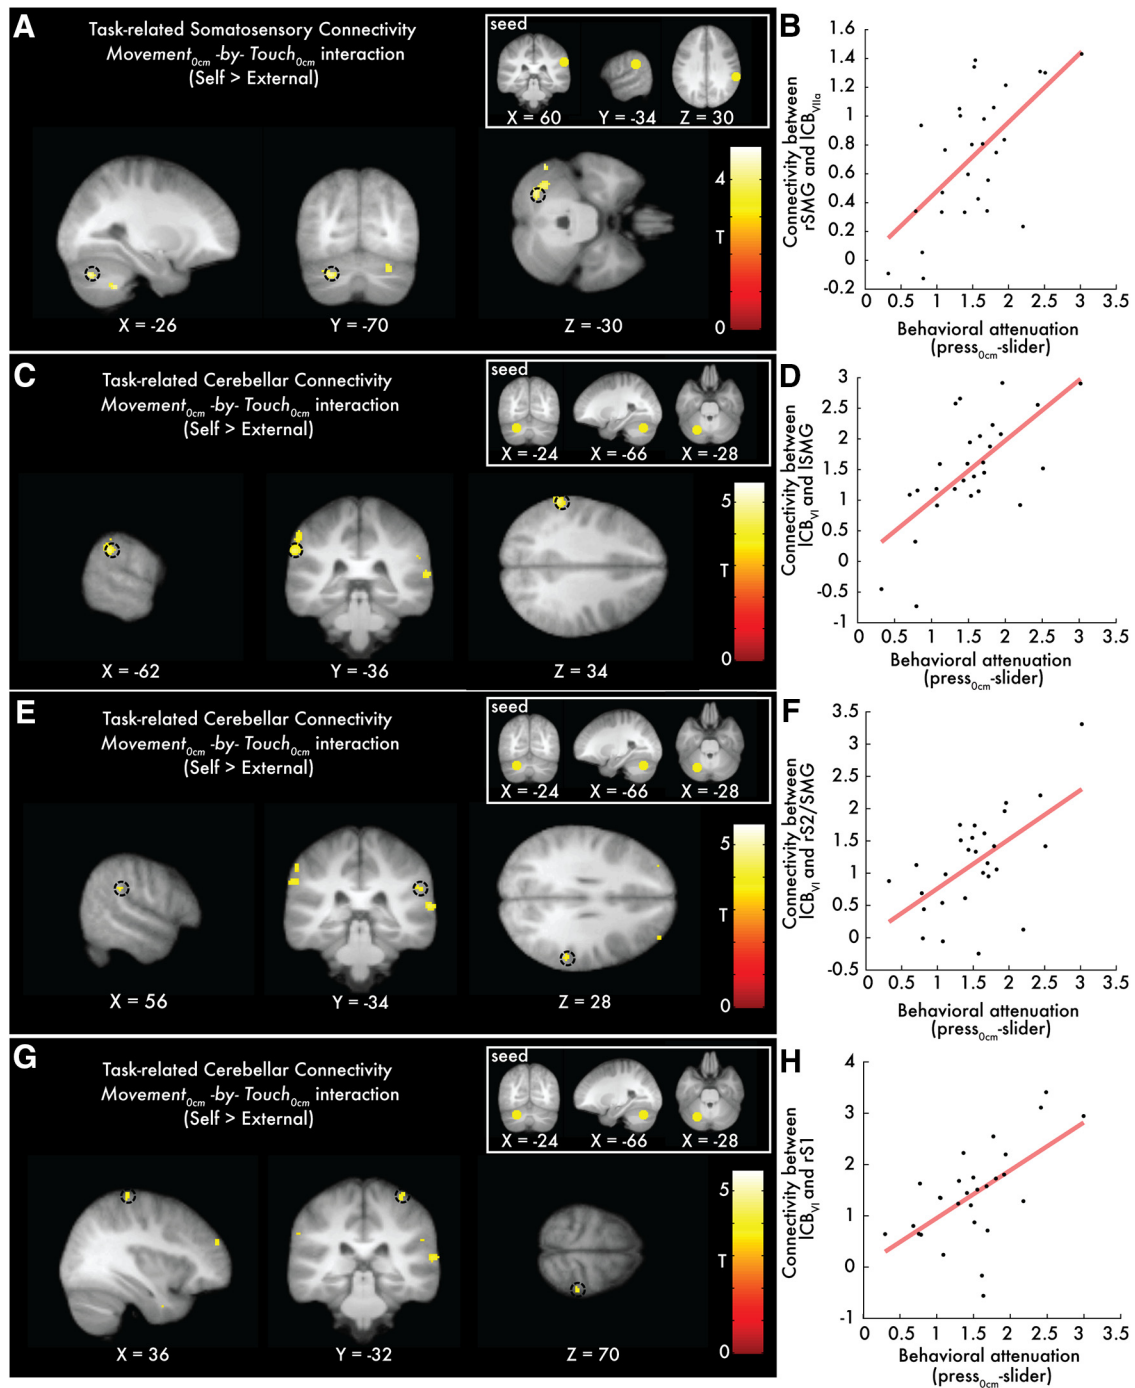 A
Task-related Somatosensory Connectivity
Movement0cm -by- Touch0cm interaction
(Self > External)
seed
X = 60
Y = -34
Z = 30
4
T
0
X = -26
Y = -70
Z = -30
B
Connectivity between
rSMG and lCBVIIa
1.6
1.4
1.2
1
0.8
0.6
0.4
0.2
0
-0.2
0
0.5
1
1.5
2
2.5
3
3.5
Behavioral attenuation
(press0cm-slider)
C
Task-related Cerebellar Connectivity
Movement0cm -by- Touch0cm interaction
(Self > External)
seed
X = -24
X = -66
X = -28
5
T
0
X = -62
Y = -36
Z = 34
D
Connectivity between
lCBVI and lSMG
3
2.5
2
1.5
1
0.5
0
-0.5
-1
0
0.5
1
1.5
2
2.5
3
3.5
Behavioral attenuation
(press0cm-slider)
E
Task-related Cerebellar Connectivity
Movement0cm -by- Touch0cm interaction
(Self > External)
seed
X = -24
X = -66
X = -28
5
T
0
X = 56
Y = -34
Z = 28
F
Connectivity between
lCBVI and rS2/SMG
3.5
3
2.5
2
1.5
1
0.5
0
-0.5
0
0.5
1
1.5
2
2.5
3
3.5
Behavioral attenuation
(press0cm-slider)
G
Task-related Cerebellar Connectivity
Movement0cm -by- Touch0cm interaction
(Self > External)
seed
X = -24
X = -66
X = -28
5
T
0
X = 36
Y = -32
Z = 70
H
Connectivity between
lCBVI and rS1
4
3
2
1
0
-1
0
0.5
1
1.5
2
2.5
3
3.5
Behavioral attenuation
(press0cm-slider)